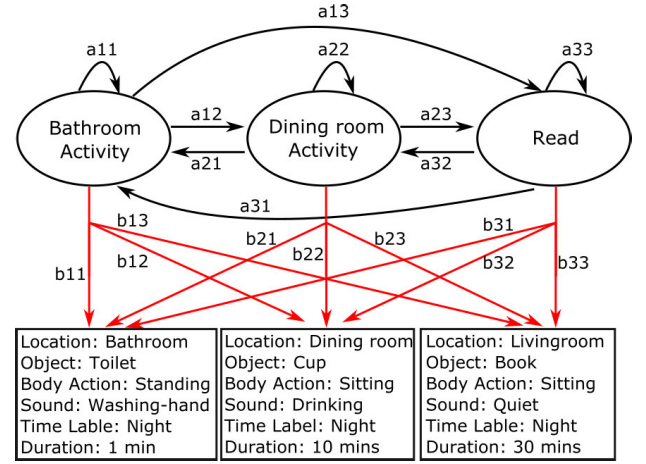 a13
a11
a22
a33
Bathroom
Activity
a12
a21
Dining room
Activity
a23
a32
Read
a31
b13
b21
b23
b31
b11
b12
b22
b32
b33
Location: Bathroom
Object: Toilet
Body Action: Standing
Sound: Washing-hand
Time Lable: Night
Duration: 1 min
Location: Dining room
Object: Cup
Body Action: Sitting
Sound: Drinking
Time Label: Night
Duration: 10 mins
Location: Livingroom
Object: Book
Body Action: Sitting
Sound: Quiet
Time Lable: Night
Duration: 30 mins